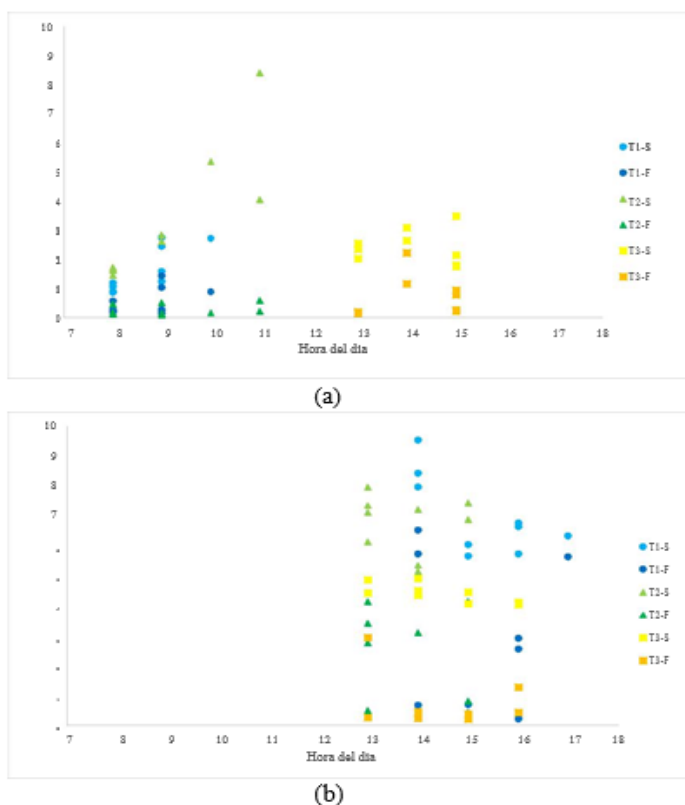 10
9
8
7
6
5
4
3
2
1
0
7 8 9 10 11 12 13 14 15 16 17 18
Hora del dia
T1-S
T1-F
T2-S
T2-F
T3-S
T3-F
(a)
10
9
8
7
7 8 9 10 11 12 13 14 15 16 17 18
Hora del dia
T1-S
T1-F
T2-S
T2-F
T3-S
T3-F
(b)